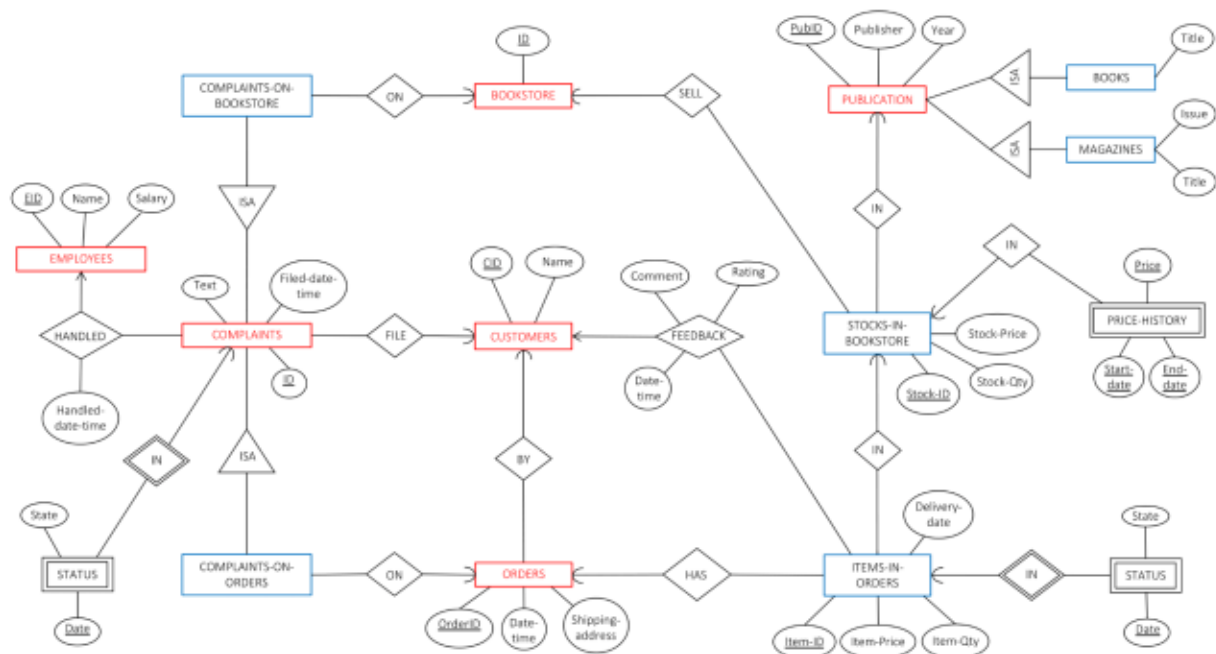 ID
PubID
Publisher
Year
Title
COMPLAINTS-ON-
BOOKSTORE
ON
BOOKSTORE
SELL
PUBLICATION
ISA
BOOKS
ISA
MAGAZINES
Issue
Title
EID
Name
Salary
ISA
IN
EMPLOYEES
Text
Filed-date-
time
CID
Name
Comment
Rating
IN
Price
HANDLED
COMPLAINTS
FILE
CUSTOMERS
FEEDBACK
STOCKS-IN-
BOOKSTORE
Stock-Price
PRICE-HISTORY
ID
Date-
time
Stock-ID
Stock-Qty
Start-
date
End-
date
Handled-
date-time
IN
ISA
BY
IN
State
Delivery-
date
State
STATUS
COMPLAINTS-ON-
ORDERS
ON
ORDERS
HAS
ITEMS-IN-
ORDERS
IN
STATUS
Date
OrderID
Date-
time
Shipping-
address
Item-ID
Item-Price
Item-Qty
Date